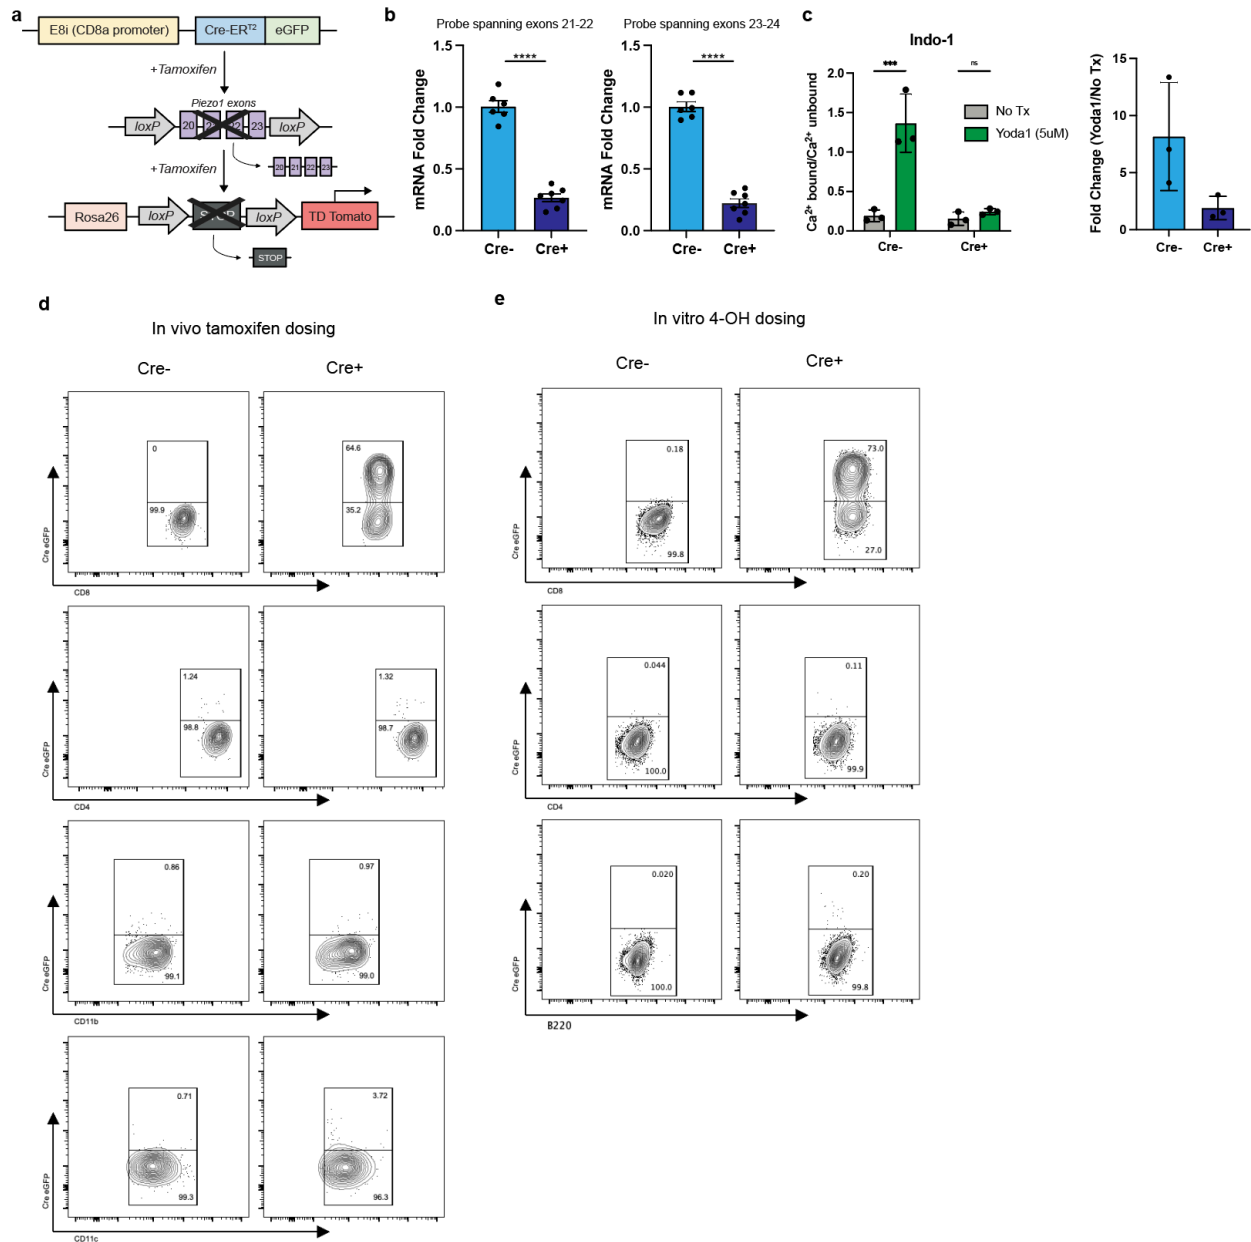 a
E8i (CD8a promoter)
Cre-ERT2
eGFP
+Tamoxifen
Piezo1 exons
loxP
20
22
23
loxP
+Tamoxifen
20
21
22
23
Rosa26
loxP
STOP
loxP
TD Tomato
STOP
b
Probe spanning exons 21-22
mRNA Fold Change
1.5
1.0
0.5
0.0
****
Cre-
Cre+
Probe spanning exons 23-24
mRNA Fold Change
1.5
1.0
0.5
0.0
****
Cre-
Cre+
c
Indo-1
Ca2+ bound/Ca2+ unbound
2.0
1.5
1.0
0.5
0.0
***
ns
No Tx
Yoda1 (5uM)
Cre-
Cre+
Fold Change (Yoda1/No Tx)
15
10
5
0
Cre-
Cre+
d
In vivo tamoxifen dosing
Cre-
Cre+
Cre eGFP
0
99.9
64.6
35.2
CD8
Cre eGFP
1.24
98.8
1.32
98.7
CD4
Cre eGFP
0.86
99.1
0.97
99.0
CD11b
Cre eGFP
0.71
99.3
3.72
96.3
CD11c
e
In vitro 4-OH dosing
Cre-
Cre+
Cre eGFP
0.18
99.8
73.0
27.0
CD8
Cre eGFP
0.044
100.0
0.11
99.9
CD4
Cre eGFP
0.020
100.0
0.20
99.8
B220